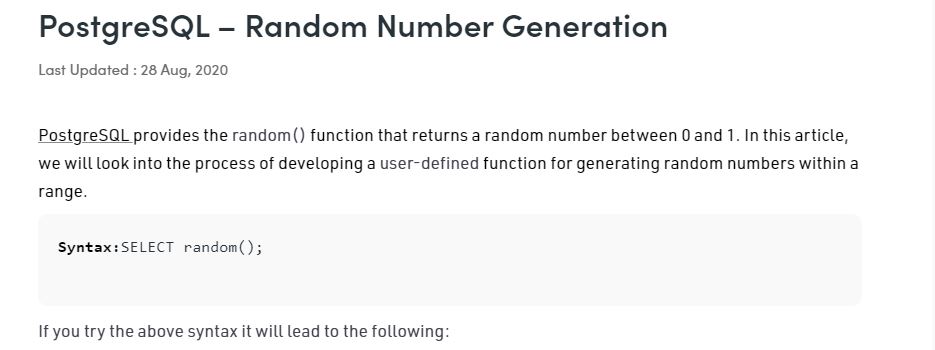 PostgreSQL – Random Number Generation
Last Updated : 28 Aug, 2020
PostgreSQL provides the random() function that returns a random number between 0 and 1. In this article,
we will look into the process of developing a user-defined function for generating random numbers within a
range.
Syntax:SELECT random();
If you try the above syntax it will lead to the following: